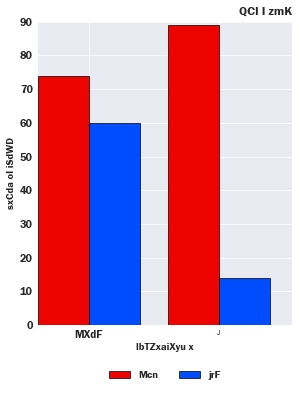 QCI I zmK
90
80
70
60
50
40
30
20
10
0
sxCda ol iSdWD
MXdF
J
IbTZxaiXyu x
Mcn
jrF